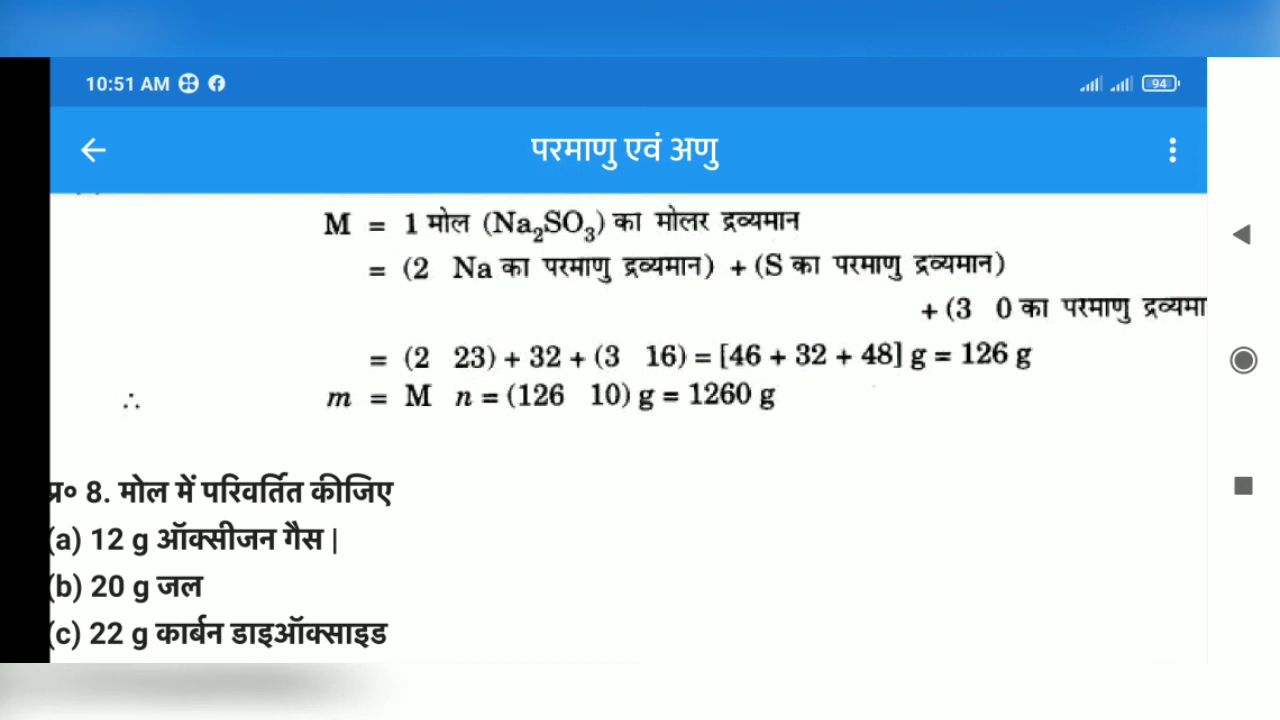 10:51 AM 94
परमाणु एवं अणु
M = 1 मोल (Na₂SO₃) का मोलर द्रव्यमान
= (2 Na का परमाणु द्रव्यमान) + (S का परमाणु द्रव्यमान)
+ (3 0 का परमाणु द्रव्यमा
= (2 23) + 32 + (3 16) = [46 + 32 + 48] g = 126 g
∴ m = M n = (126 10) g = 1260 g
प्र० 8. मोल में परिवर्तित कीजिए
(a) 12 g ऑक्सीजन गैस |
(b) 20 g जल
(c) 22 g कार्बन डाइऑक्साइड